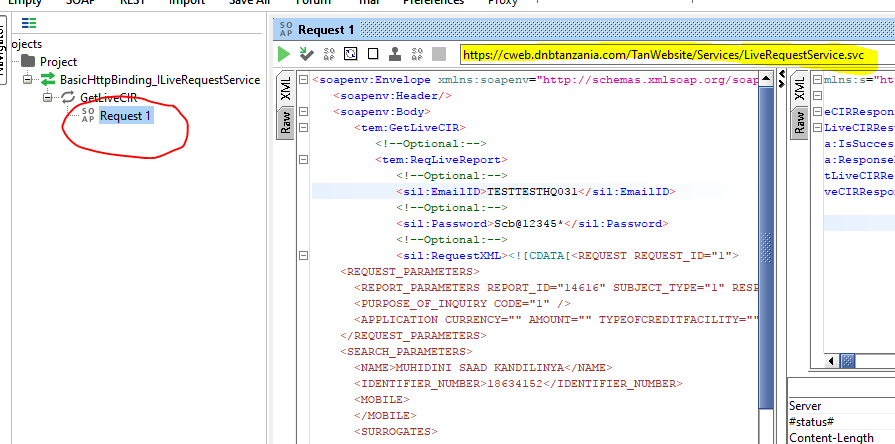 Empty SOAP REST Import Save All Forum Trial Preferences Proxy
Navigator
ojects
Project
BasicHttpBinding_ILiveRequestService
GetLiveCIR
SOAP Request 1
SOAP Request 1
https://cweb.dnbtanzania.com/TanWebsite/Services/LiveRequestService.svc
XML
Raw
<soapenv:Envelope xmlns:soapenv="http://schemas.xmlsoap.org/soap
<soapenv:Header/>
<soapenv:Body>
<tem:GetLiveCIR>
<!--Optional:-->
<tem:ReqLiveReport>
<!--Optional:-->
<sil:EmailID>TESTTESTHQ031</sil:EmailID>
<!--Optional:-->
<sil:Password>Scb@12345*</sil:Password>
<!--Optional:-->
<sil:RequestXML><![CDATA[<REQUEST REQUEST_ID="1">
<REQUEST_PARAMETERS>
<REPORT_PARAMETERS REPORT_ID="14616" SUBJECT_TYPE="1" RESP
<PURPOSE_OF_INQUIRY CODE="1" />
<APPLICATION CURRENCY="" AMOUNT="" TYPEOFCREDITFACILITY=""
</REQUEST_PARAMETERS>
<SEARCH_PARAMETERS>
<NAME>MUHIDINI SAAD KANDILINYA</NAME>
<IDENTIFIER_NUMBER>18634152</IDENTIFIER_NUMBER>
<MOBILE>
</MOBILE>
<SURROGATES>
XML
Raw
mlns:s="http:
eCIRRespon
LiveCIRRes
a:IsSucces
a:Response
tLiveCIRRe
veCIRRespon
Server
#status#
Content-Length